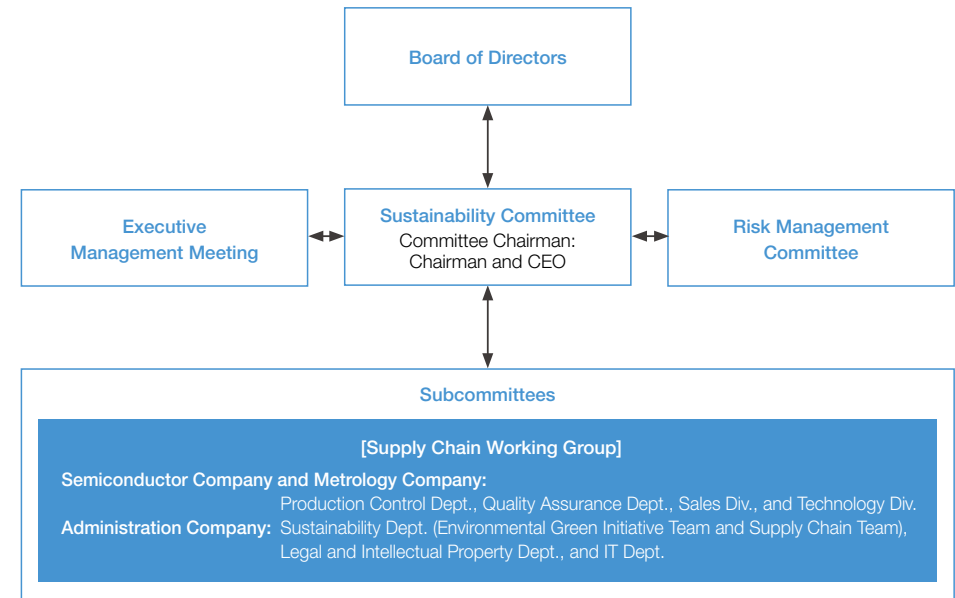 Board of Directors
Executive
Management Meeting
Sustainability Committee
Committee Chairman:
Chairman and CEO
Risk Management
Committee
Subcommittees
[Supply Chain Working Group]
Semiconductor Company and Metrology Company:
Production Control Dept., Quality Assurance Dept., Sales Div., and Technology Div.
Administration Company: Sustainability Dept. (Environmental Green Initiative Team and Supply Chain Team),
Legal and Intellectual Property Dept., and IT Dept.